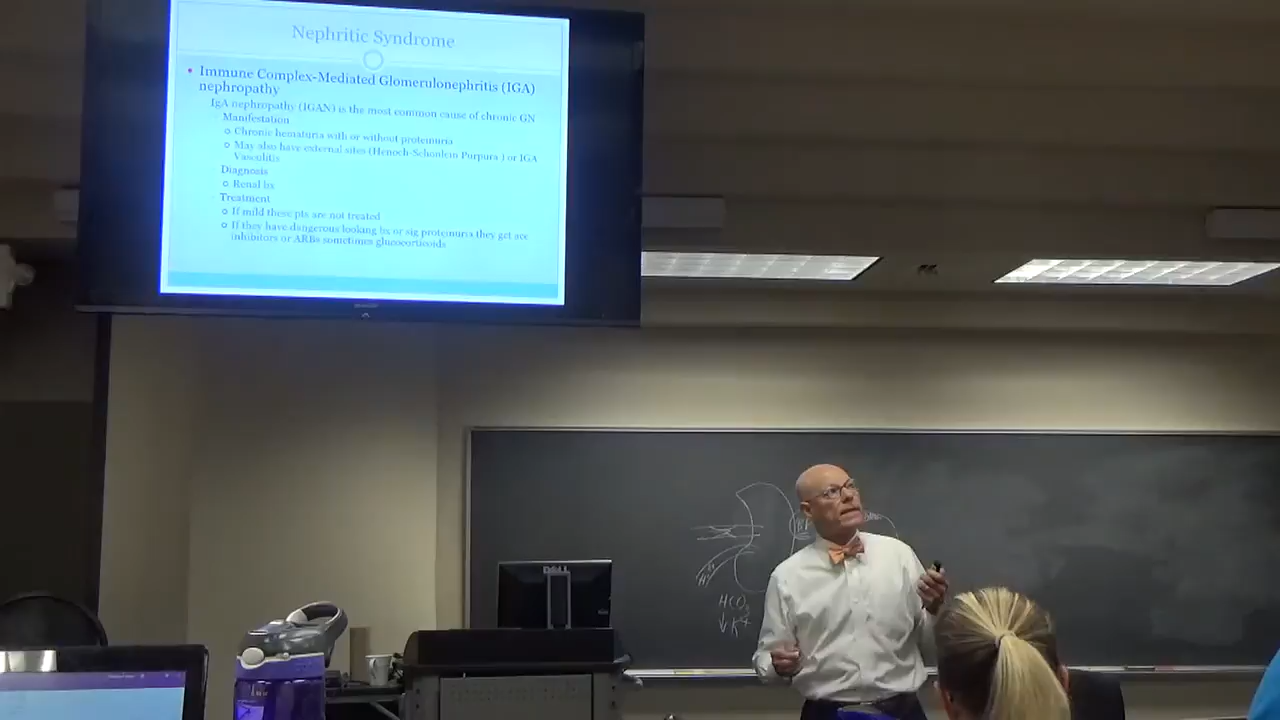 Nephritic Syndrome
• Immune Complex-Mediated Glomerulonephritis (IGA)
nephropathy
IgA nephropathy (IGAN) is the most common cause of chronic GN
Manifestation
Chronic hematuria with or without proteinuria
May also have external sites (Henoch-Schonlein Purpura ) or IGA
Vasculitis
Diagnosis
Renal bx
Treatment
If mild these pts are not treated
If they have dangerous looking bx or sig proteinuria they get ace
inhibitors or ARBs sometimes glucocorticoids
HCO3
↓K+
DELL